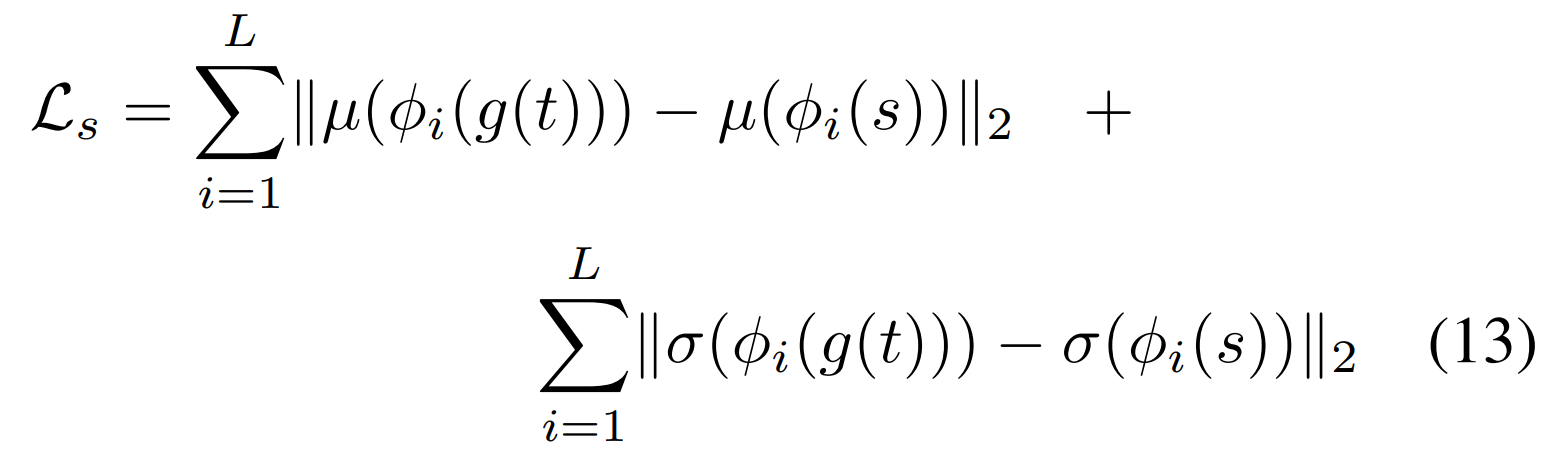 $\mathcal{L}_s = \sum_{i=1}^{L} \|\mu(\phi_i(g(t))) - \mu(\phi_i(s))\|_2 \quad +$
$\sum_{i=1}^{L} \|\sigma(\phi_i(g(t))) - \sigma(\phi_i(s))\|_2 \quad (13)$